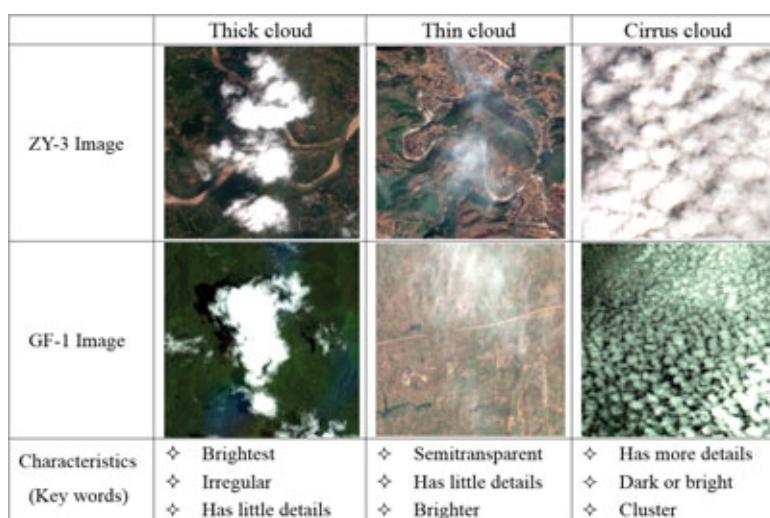 Thick cloud Thin cloud Cirrus cloud
ZY-3 Image
GF-1 Image
Characteristics
(Key words)
✧ Brightest
✧ Irregular
✧ Has little details
✧ Semitransparent
✧ Has little details
✧ Brighter
✧ Has more details
✧ Dark or bright
✧ Cluster